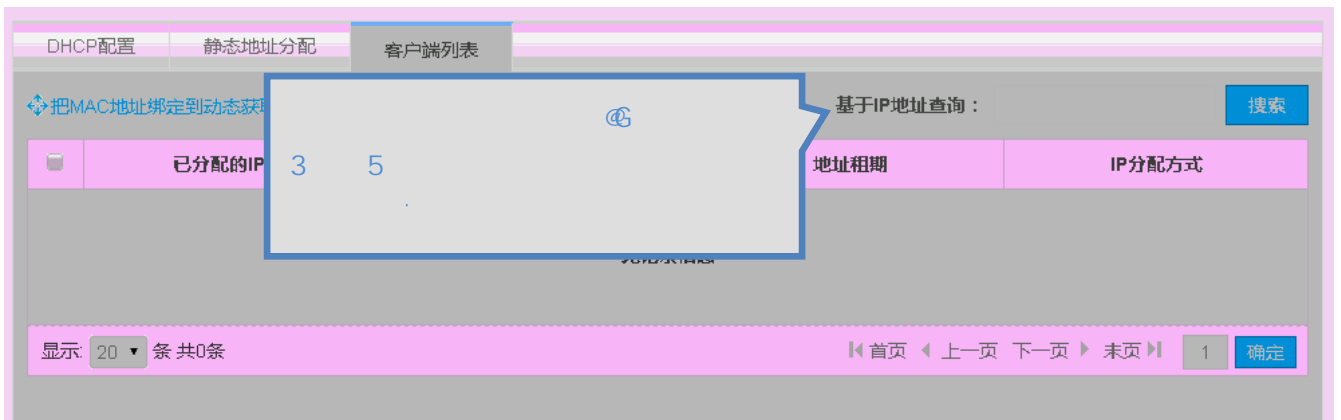 DHCP配置 静态地址分配 客户端列表
把MAC地址绑定到动态获 基于IP地址查询： 搜索
已分配的IP 地址租期 IP分配方式
3 5
显示: 20 条 共0条 首页 上一页 下一页 末页 1 确定